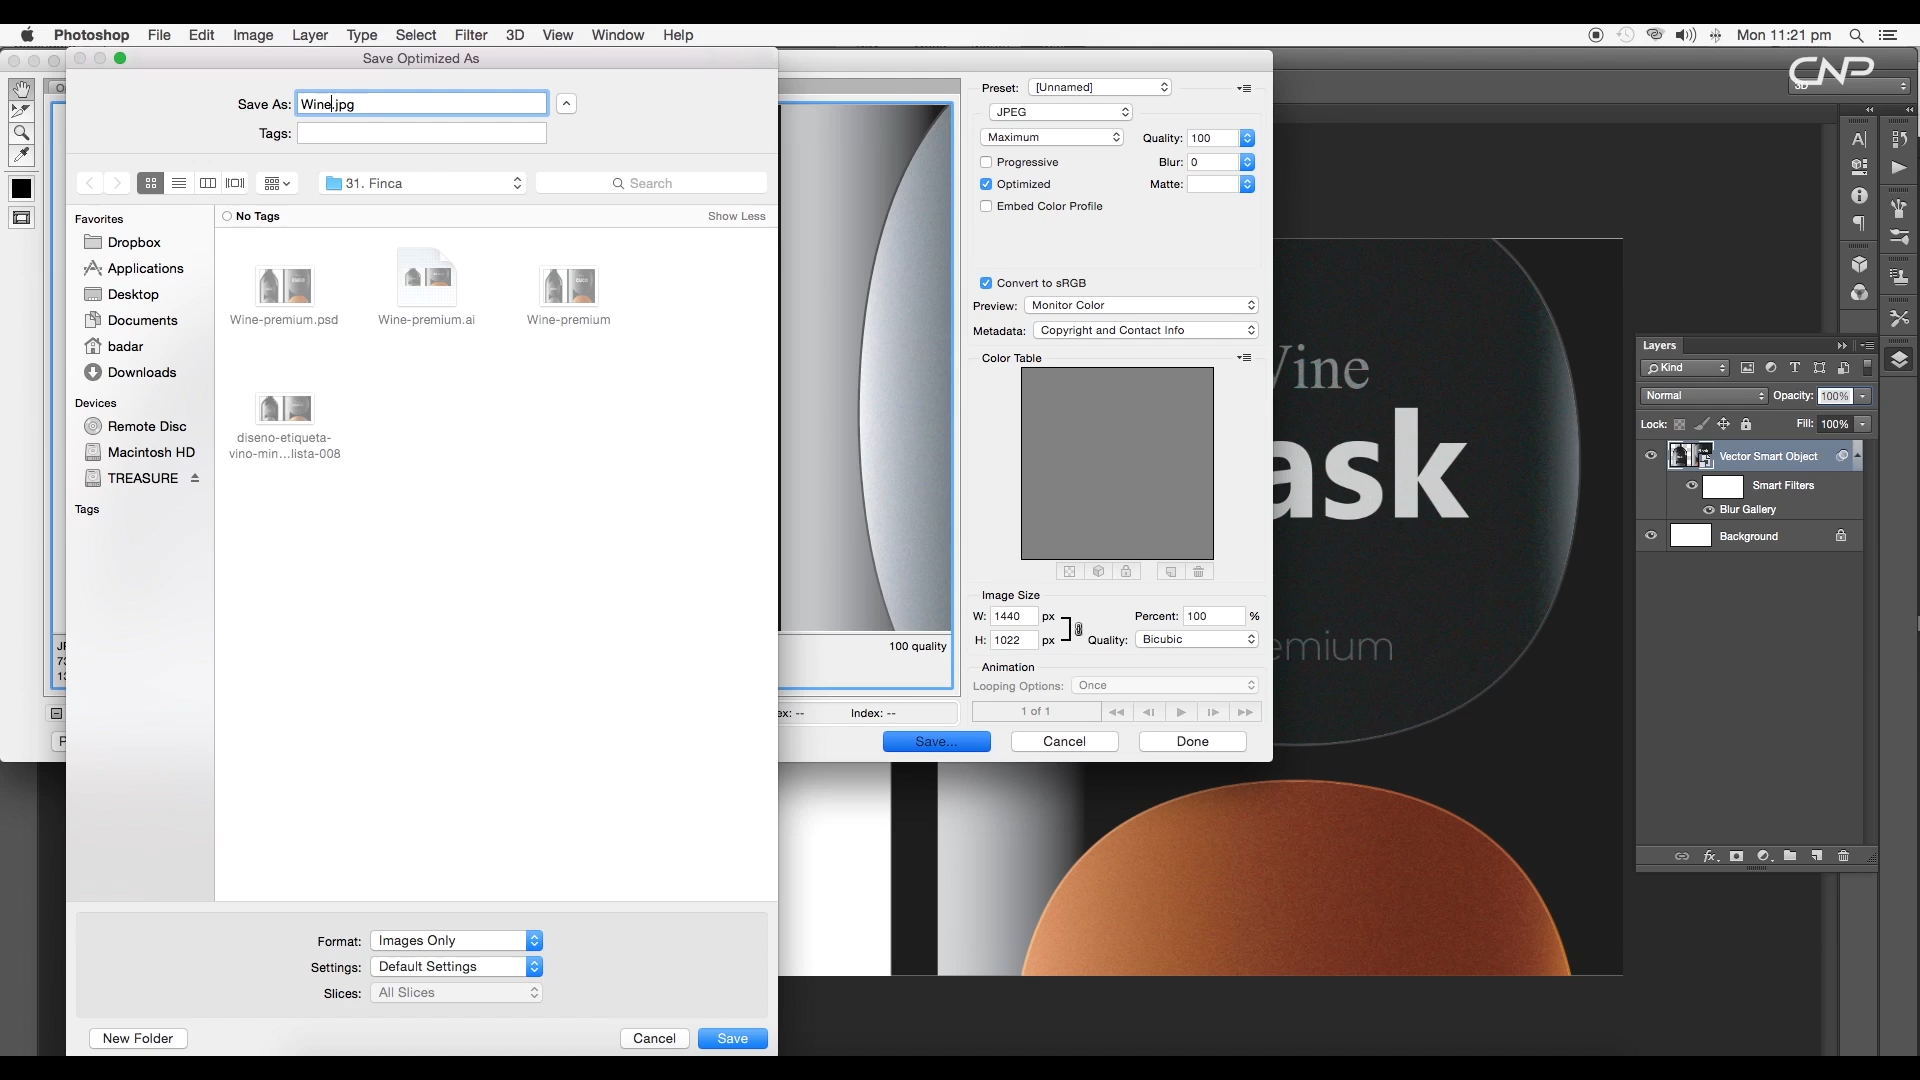 Photoshop File Edit Image Layer Type Select Filter 3D View Window Help
Mon 11:21 pm
CNP
3D
Save Optimized As
Save As: Wine.jpg
Tags:
31. Finca
Search
Favorites
Dropbox
Applications
Desktop
Documents
badar
Downloads
Devices
Remote Disc
Macintosh HD
TREASURE
Tags
No Tags
Show Less
Wine-premium.psd
Wine-premium.ai
Wine-premium
diseno-etiqueta-
vino-min...lista-008
Format: Images Only
Settings: Default Settings
Slices: All Slices
New Folder
Cancel
Save
100 quality
Index: --
Save...
Cancel
Done
Preset: [Unnamed]
JPEG
Maximum
Quality: 100
Progressive
Blur: 0
Optimized
Matte:
Embed Color Profile
Convert to sRGB
Preview: Monitor Color
Metadata: Copyright and Contact Info
Color Table
Image Size
W: 1440 px
Percent: 100 %
H: 1022 px
Quality: Bicubic
Animation
Looping Options: Once
1 of 1
ine
ask
emium
Layers
Kind
Normal
Opacity: 100%
Lock:
Fill: 100%
Vector Smart Object
Smart Filters
Blur Gallery
Background